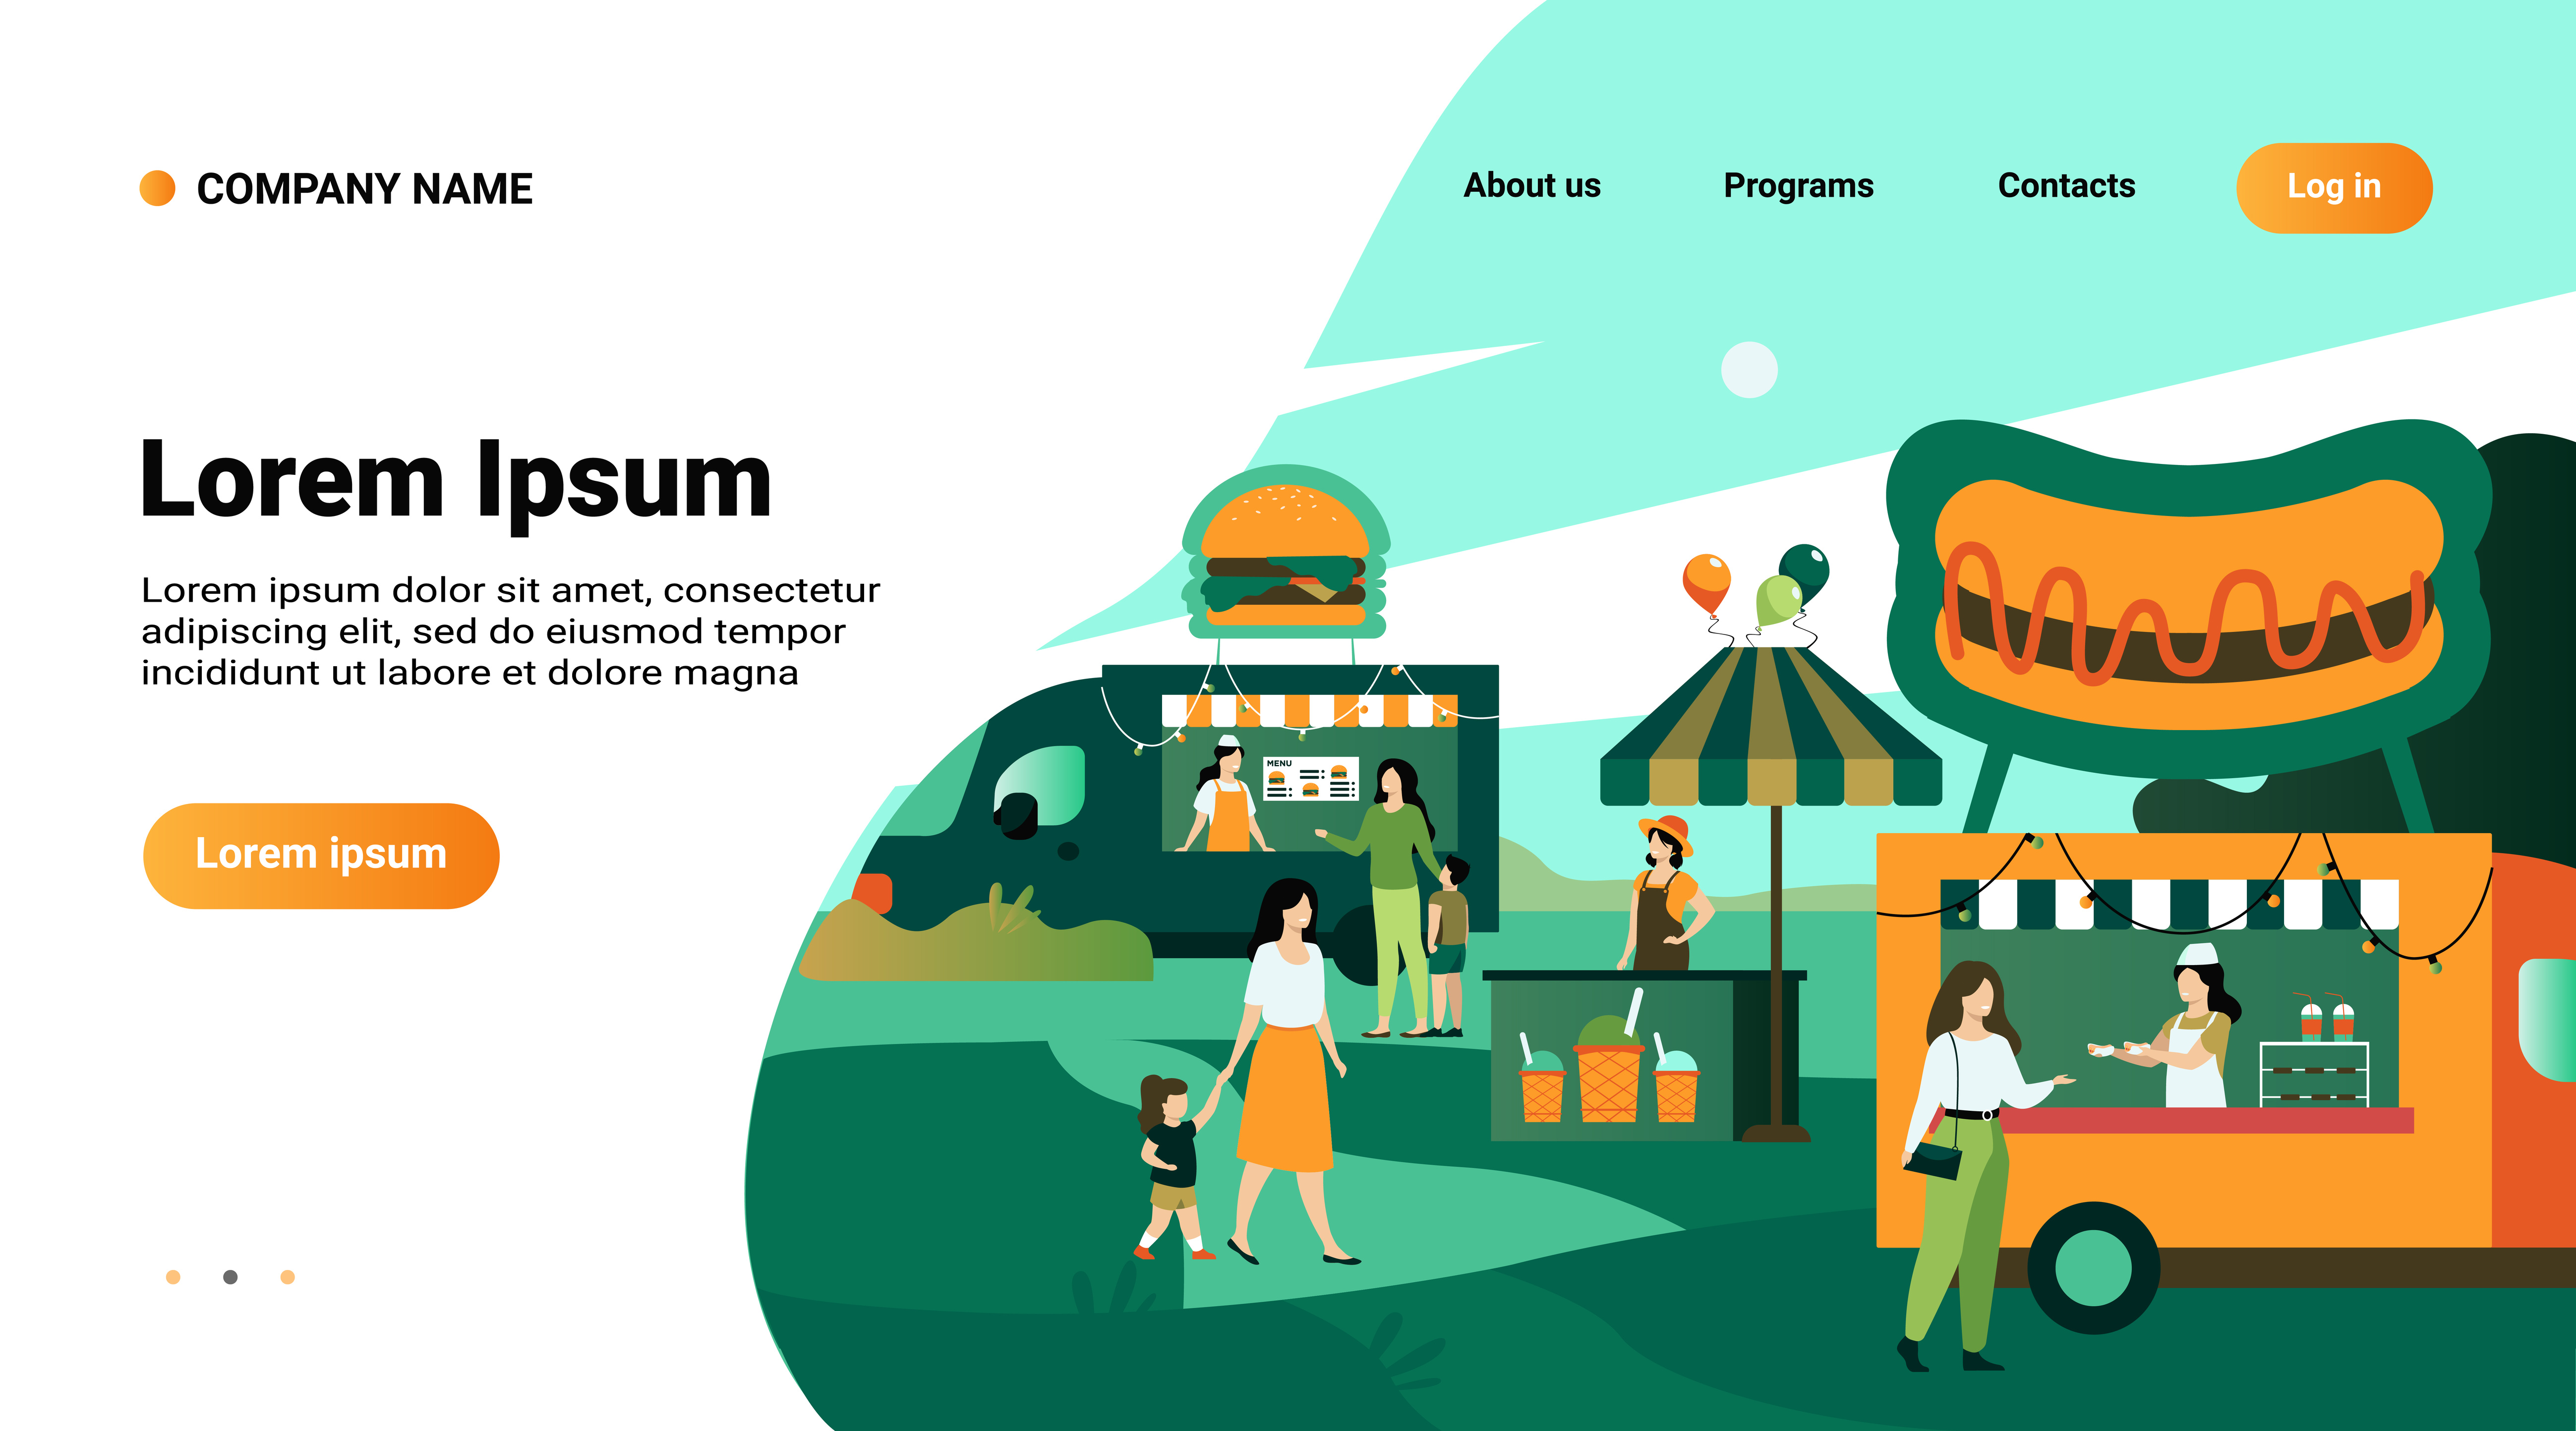 COMPANY NAME
About us
Programs
Contacts
Log in
Lorem Ipsum
Lorem ipsum dolor sit amet, consectetur
adipiscing elit, sed do eiusmod tempor
incididunt ut labore et dolore magna
Lorem ipsum
MENU